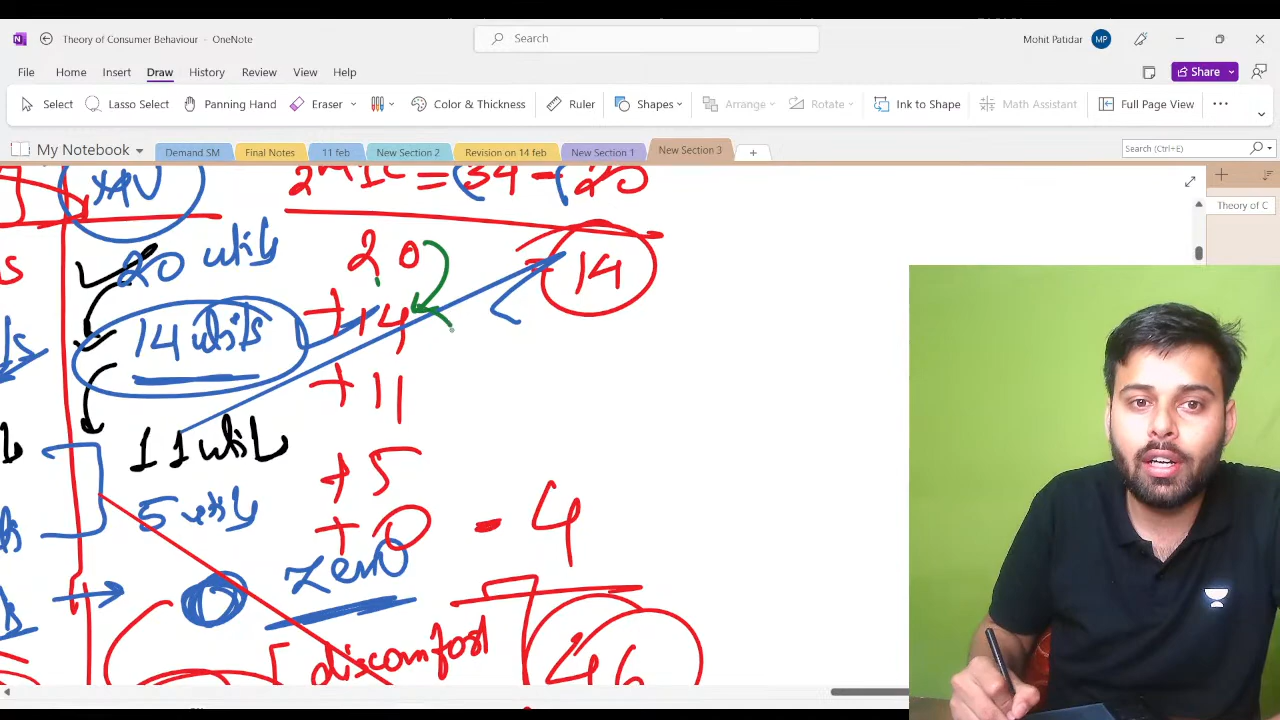 Theory of Consumer Behaviour - OneNote
Search
Mohit Patidar MP
File Home Insert Draw History Review View Help
Share
Select Lasso Select Panning Hand Eraser Color & Thickness Ruler Shapes Arrange Rotate Ink to Shape Math Assistant Full Page View
My Notebook Demand SM Final Notes 11 feb New Section 2 Revision on 14 feb New Section 1 New Section 3
Search (Ctrl+E)
Theory of C
= 34 - 20
20 utils 20 = 14
14 utils +14
+11
11 utils
+5
5 utils
+0 - 4
0 zero
[discomfort 46